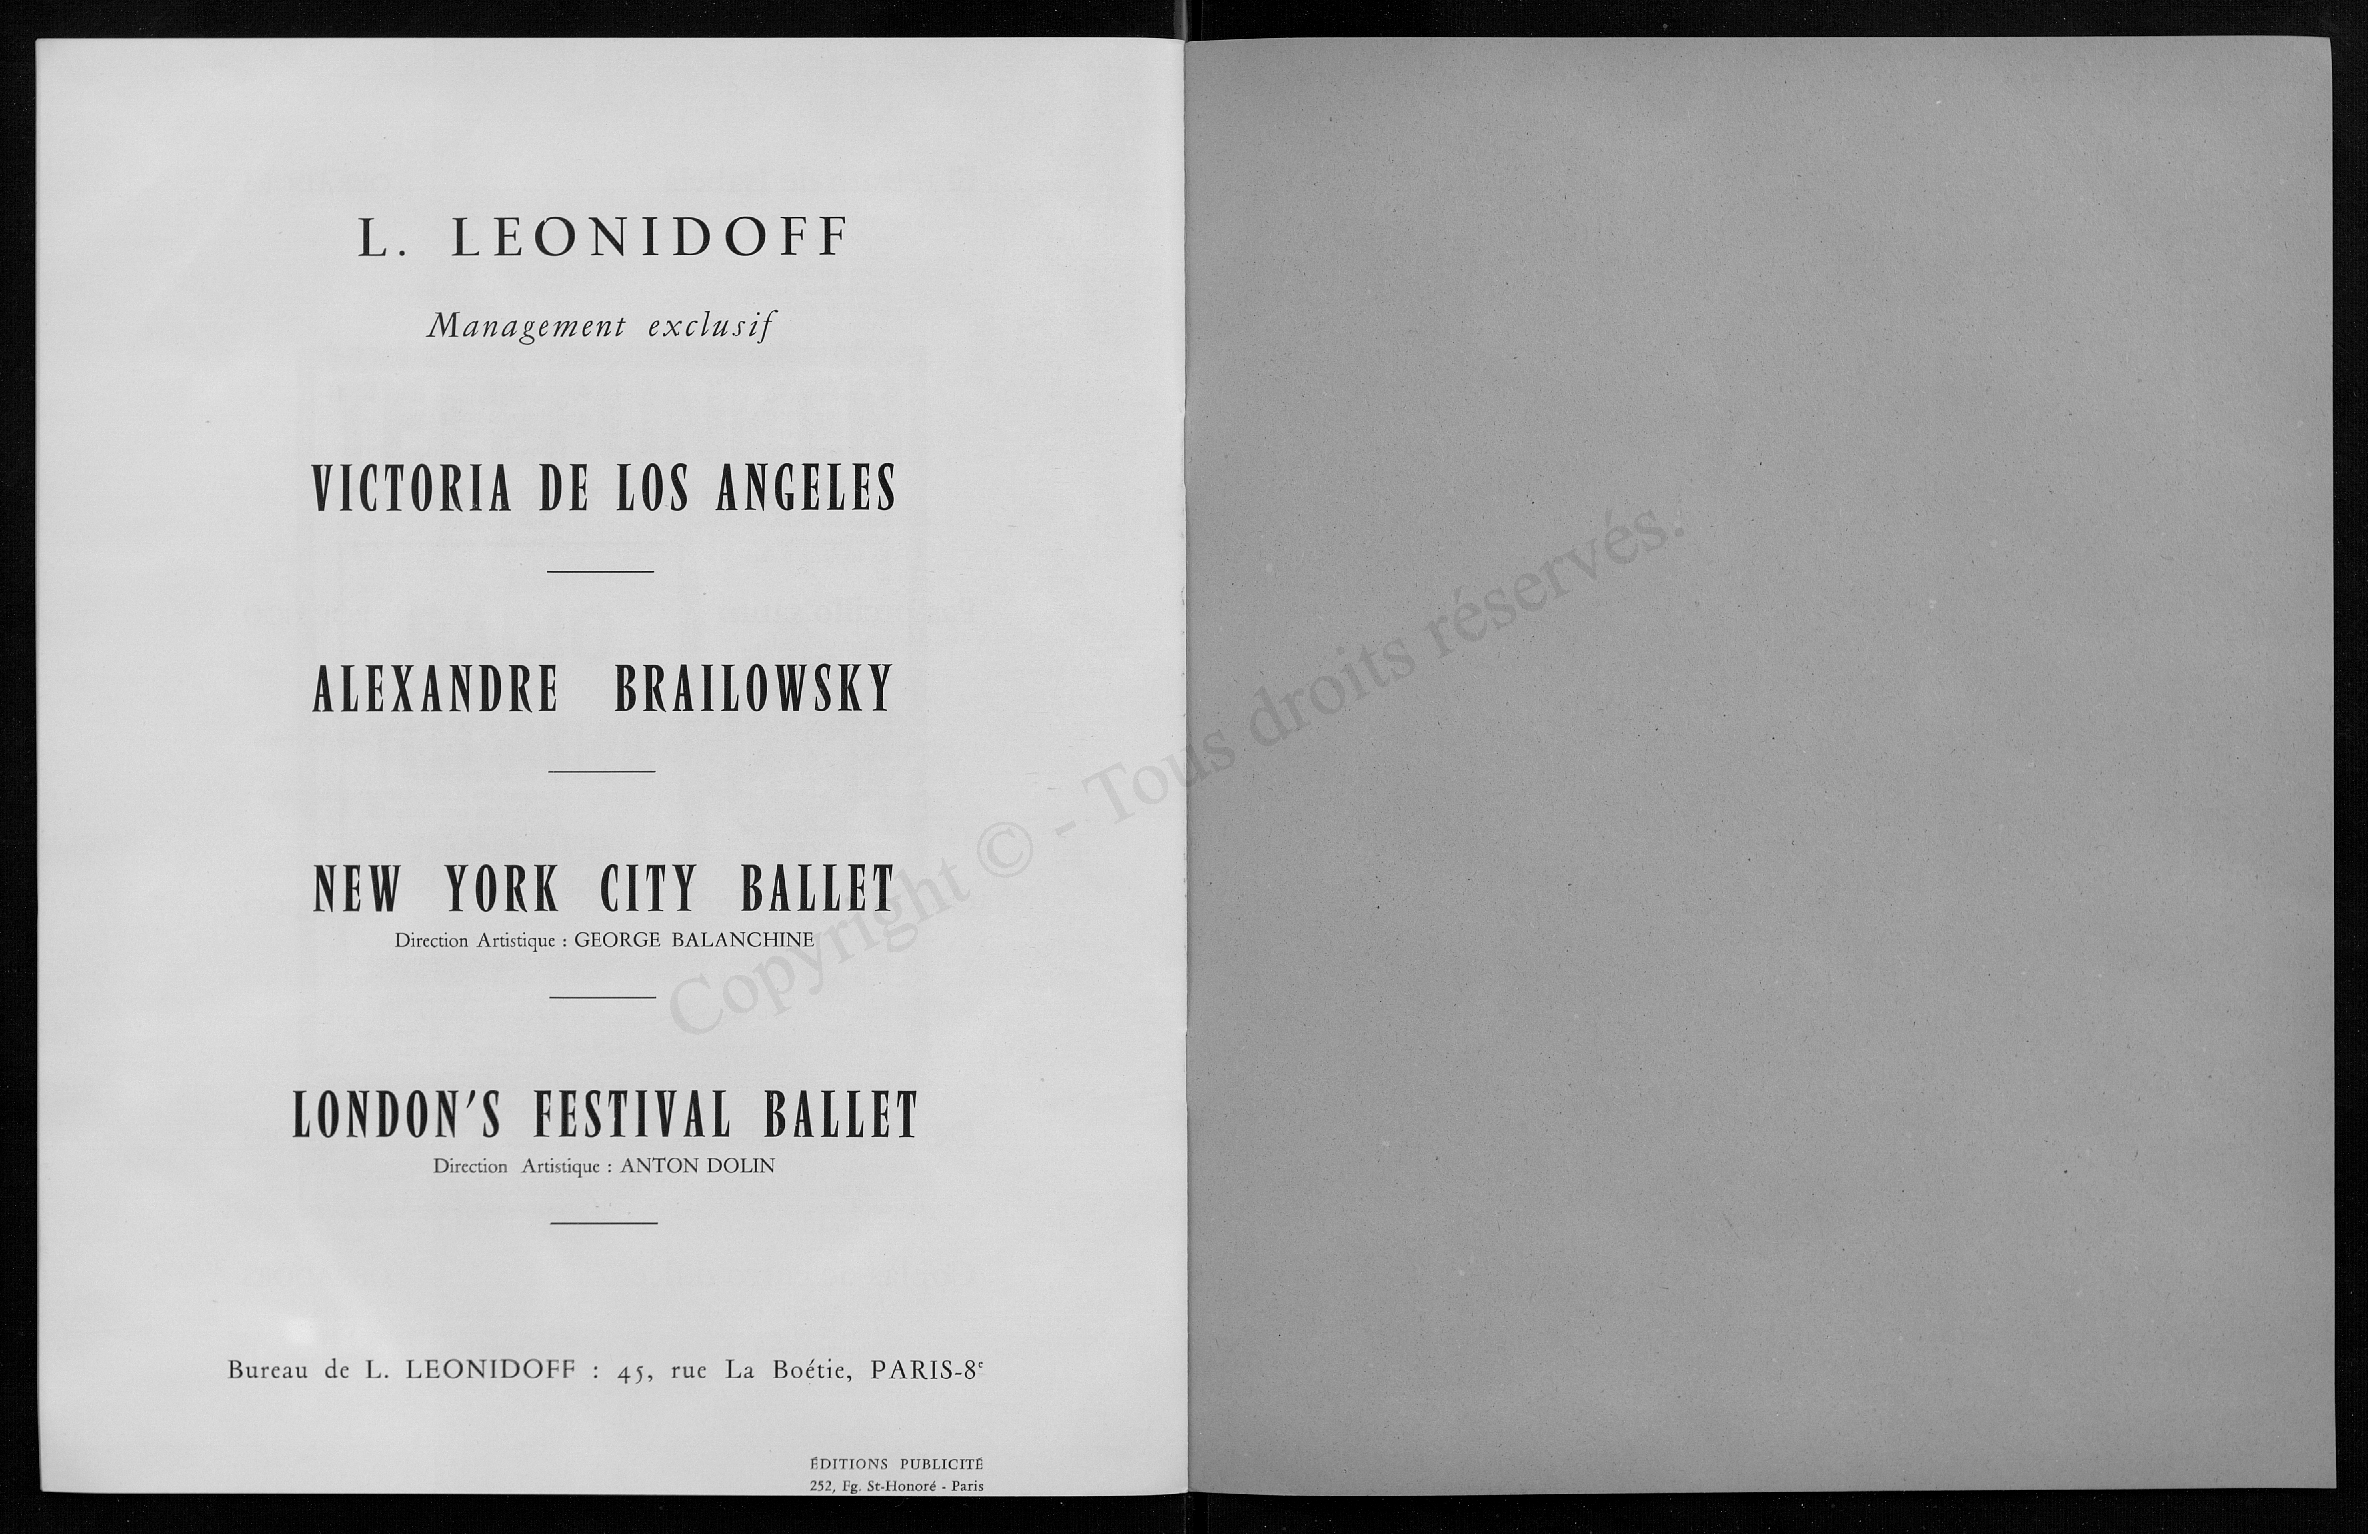 L. LEONIDOFF
Management exclusif
VICTORIA DE LOS ANGELES
ALEXANDRE BRAILOWSKY
NEW YORK CITY BALLET
Direction Artistique : GEORGE BALANCHINE
LONDON'S FESTIVAL BALLET
Direction Artistique : ANTON DOLIN
Bureau de L. LEONIDOFF : 45, rue La Boétie, PARIS-8e
ÉDITIONS PUBLICITÉ
252, Fg. St-Honoré - Paris
Copyright © - Tous droits réservés.